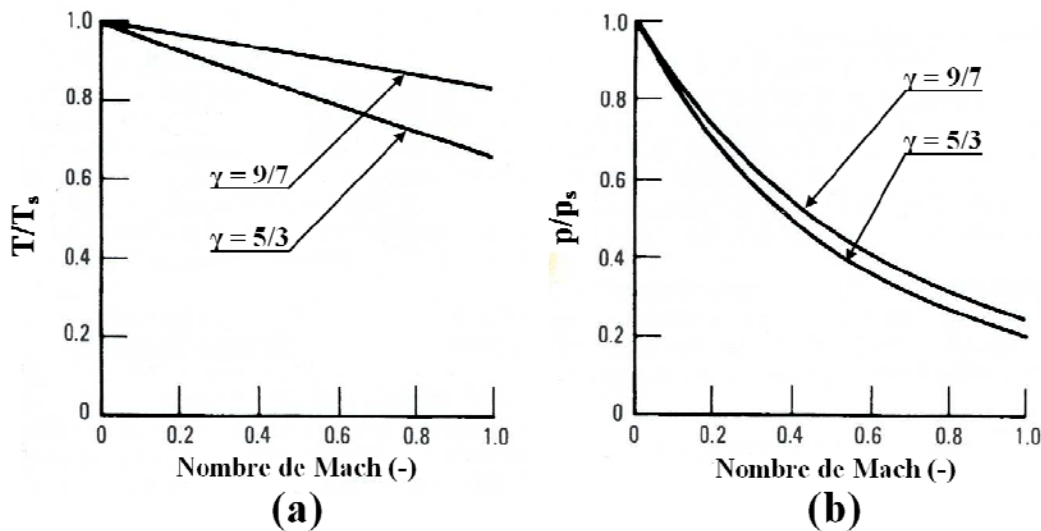 1.0
0.8
0.6
0.4
0.2
0
T/Tₛ
γ = 9/7
γ = 5/3
0 0.2 0.4 0.6 0.8 1.0
Nombre de Mach (-)
(a)
1.0
0.8
0.6
0.4
0.2
0
p/pₛ
γ = 9/7
γ = 5/3
0 0.2 0.4 0.6 0.8 1.0
Nombre de Mach (-)
(b)